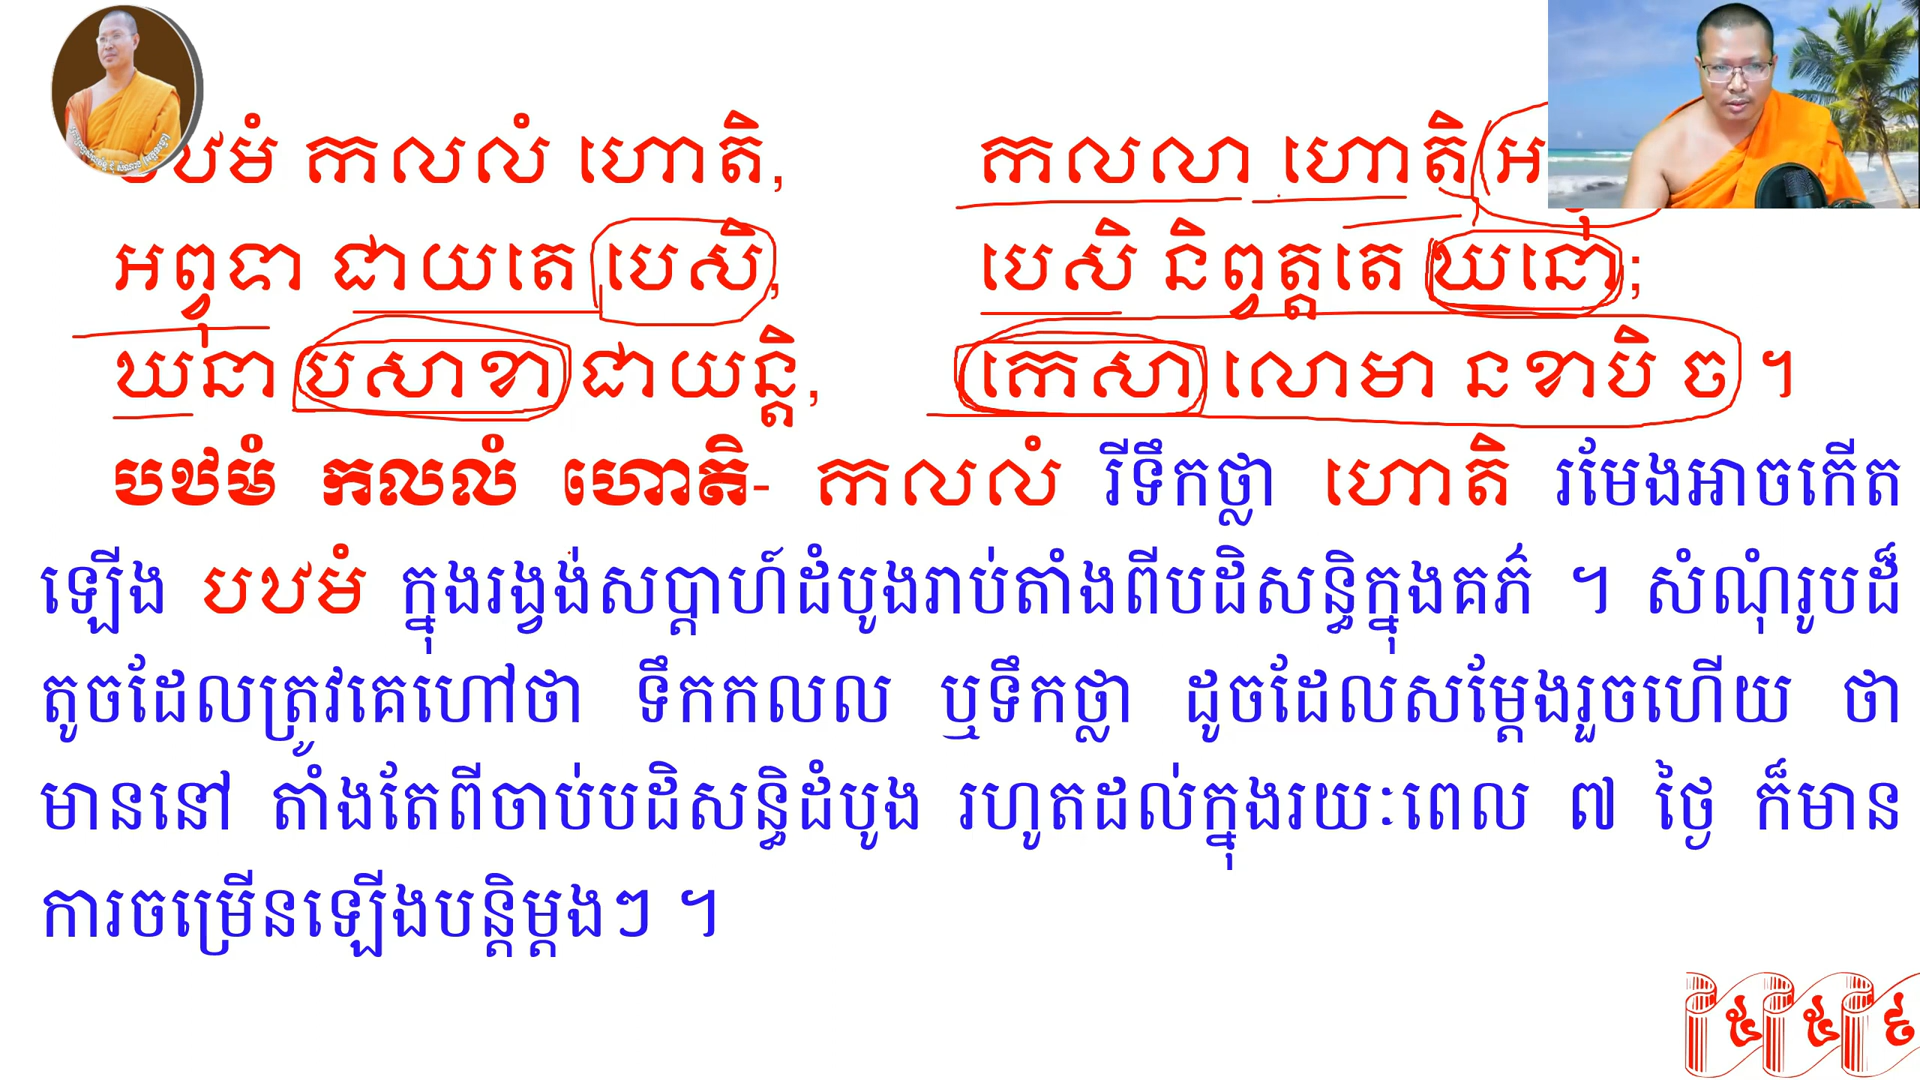 បឋមំ កលលំ ហោតិ, កលលា ហោតិ អ
អព្វុទា ជាយតេ បេសិ, បេសិ និព្វត្តតេ ឃនោ;
ឃនា បសាខា ជាយន្តិ, កេសា លោមា នខាបិ ច ។
បឋមំ កលលំ ហោតិ- កលលំ រីទឹកថ្លា ហោតិ រមែងអាចកើត
ឡើង បឋមំ ក្នុងរង្វង់សប្តាហ៍ដំបូងរាប់តាំងពីបដិសន្ធិក្នុងគភ៌ ។ សំណុំរូបដ៏
តូចដែលត្រូវគេហៅថា ទឹកកលល ឬទឹកថ្លា ដូចដែលសម្តែងរួចហើយ ថា
មាននៅ តាំងតែពីចាប់បដិសន្ធិដំបូង រហូតដល់ក្នុងរយៈពេល ៧ ថ្ងៃ ក៏មាន
ការចម្រើនឡើងបន្តិម្តងៗ ។
៥៥៩